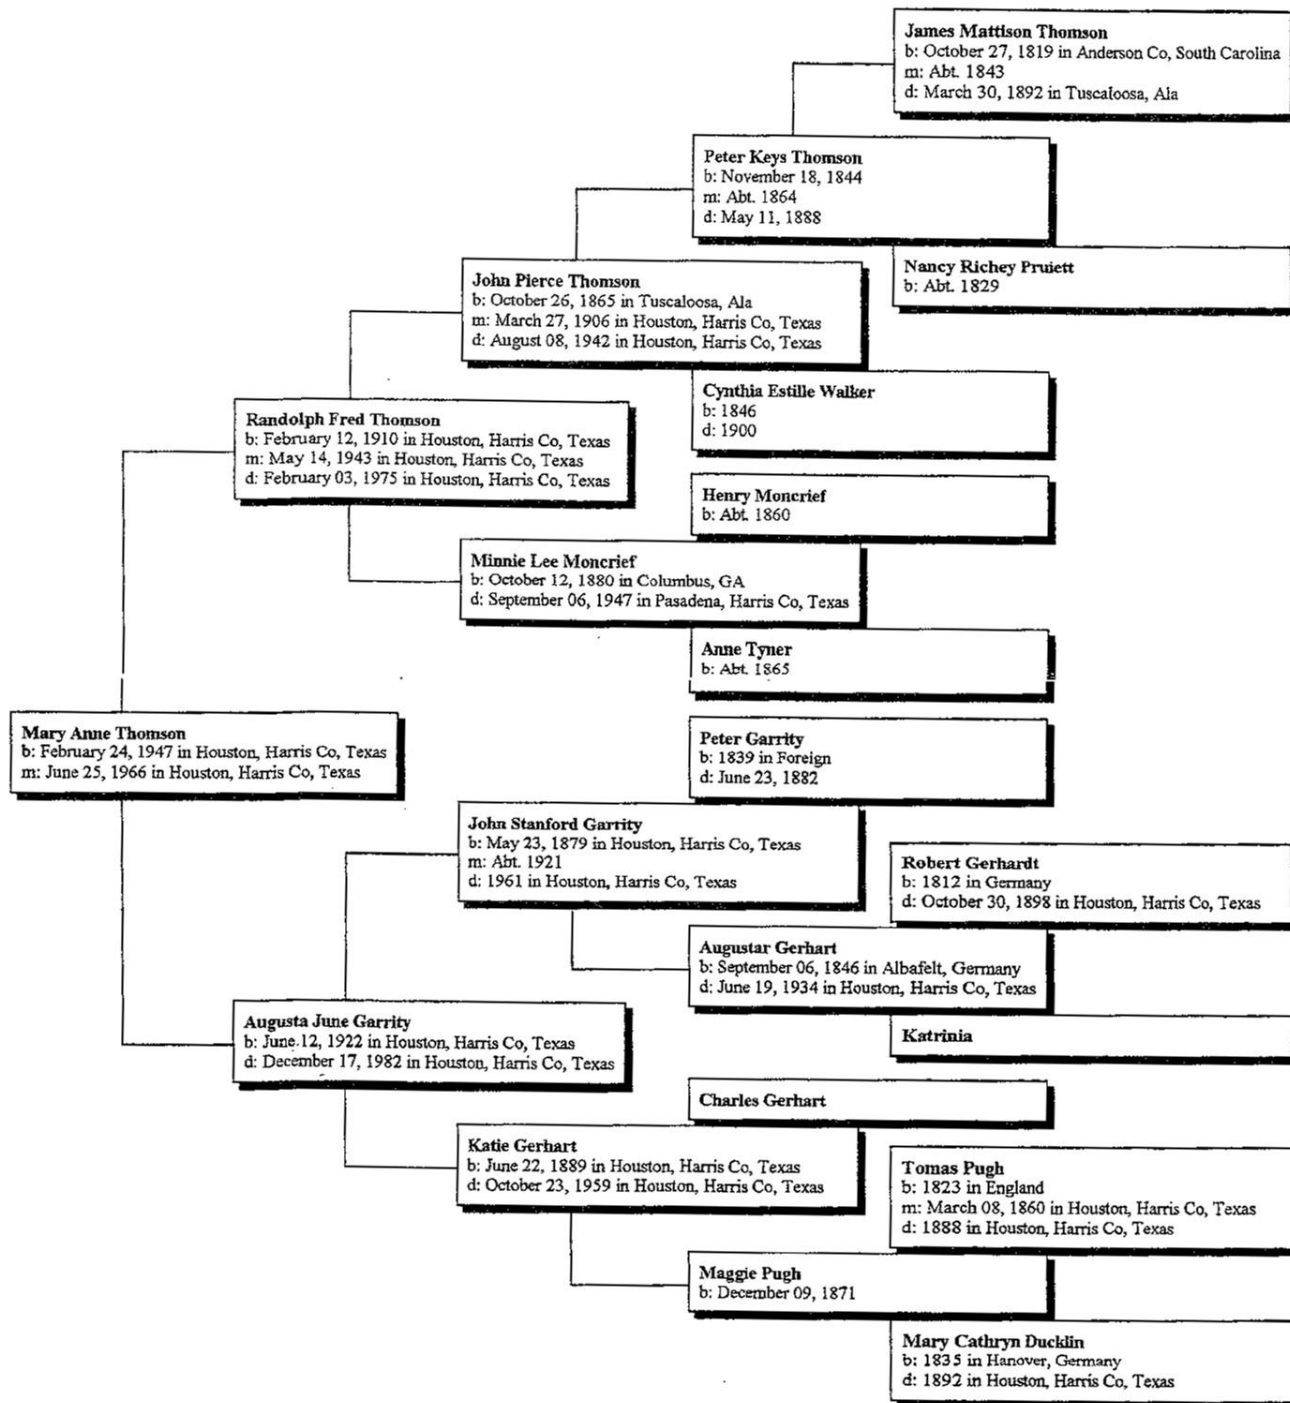 James Mattison Thomson
b: October 27, 1819 in Anderson Co, South Carolina
m: Abt. 1843
d: March 30, 1892 in Tuscaloosa, Ala
Peter Keys Thomson
b: November 18, 1844
m: Abt. 1864
d: May 11, 1888
Nancy Richey Pruiett
b: Abt. 1829
John Pierce Thomson
b: October 26, 1865 in Tuscaloosa, Ala
m: March 27, 1906 in Houston, Harris Co, Texas
d: August 08, 1942 in Houston, Harris Co, Texas
Cynthia Estille Walker
b: 1846
d: 1900
Randolph Fred Thomson
b: February 12, 1910 in Houston, Harris Co, Texas
m: May 14, 1943 in Houston, Harris Co, Texas
d: February 03, 1975 in Houston, Harris Co, Texas
Henry Moncrief
b: Abt. 1860
Minnie Lee Moncrief
b: October 12, 1880 in Columbus, GA
d: September 06, 1947 in Pasadena, Harris Co, Texas
Anne Tyner
b: Abt. 1865
Mary Anne Thomson
b: February 24, 1947 in Houston, Harris Co, Texas
m: June 25, 1966 in Houston, Harris Co, Texas
Peter Garrity
b: 1839 in Foreign
d: June 23, 1882
John Stanford Garrity
b: May 23, 1879 in Houston, Harris Co, Texas
m: Abt. 1921
d: 1961 in Houston, Harris Co, Texas
Robert Gerhardt
b: 1812 in Germany
d: October 30, 1898 in Houston, Harris Co, Texas
Augustar Gerhart
b: September 06, 1846 in Albafelt, Germany
d: June 19, 1934 in Houston, Harris Co, Texas
Katrinia
Augusta June Garrity
b: June 12, 1922 in Houston, Harris Co, Texas
d: December 17, 1982 in Houston, Harris Co, Texas
Charles Gerhart
Katie Gerhart
b: June 22, 1889 in Houston, Harris Co, Texas
d: October 23, 1959 in Houston, Harris Co, Texas
Tomas Pugh
b: 1823 in England
m: March 08, 1860 in Houston, Harris Co, Texas
d: 1888 in Houston, Harris Co, Texas
Maggie Pugh
b: December 09, 1871
Mary Cathryn Ducklin
b: 1835 in Hanover, Germany
d: 1892 in Houston, Harris Co, Texas